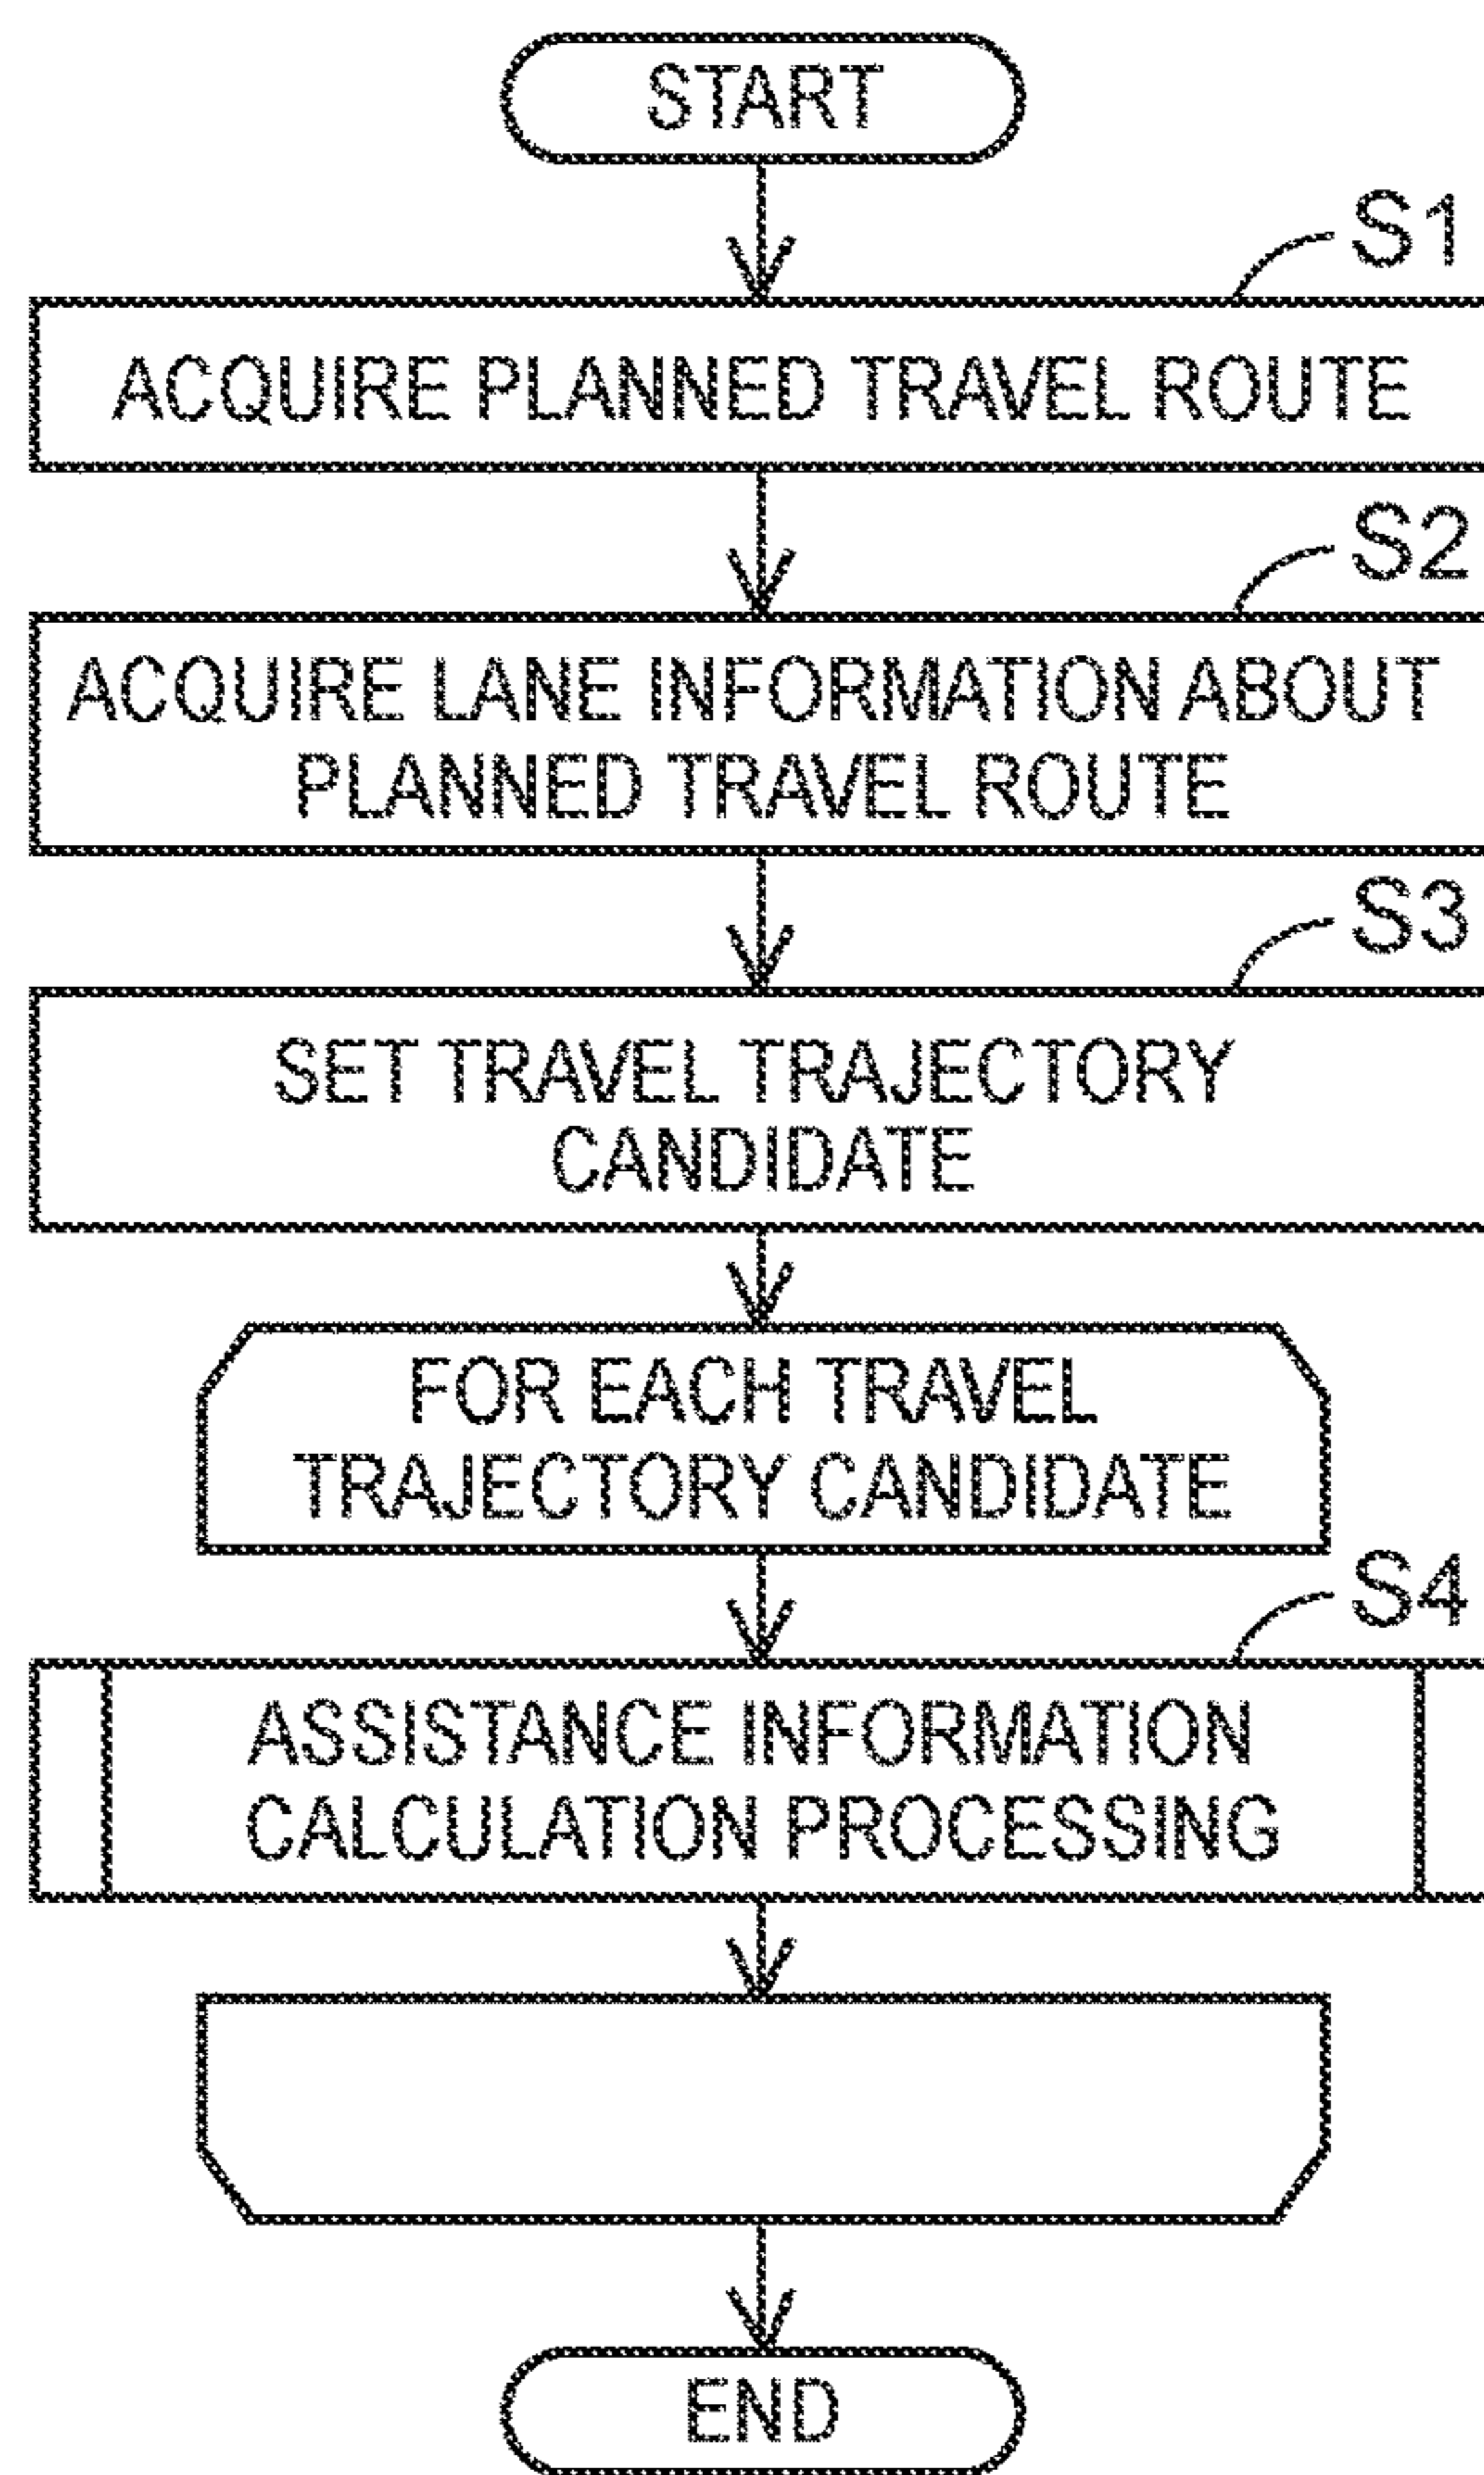 START
S1
ACQUIRE PLANNED TRAVEL ROUTE
S2
ACQUIRE LANE INFORMATION ABOUT
PLANNED TRAVEL ROUTE
S3
SET TRAVEL TRAJECTORY
CANDIDATE
FOR EACH TRAVEL
TRAJECTORY CANDIDATE
S4
ASSISTANCE INFORMATION
CALCULATION PROCESSING
END